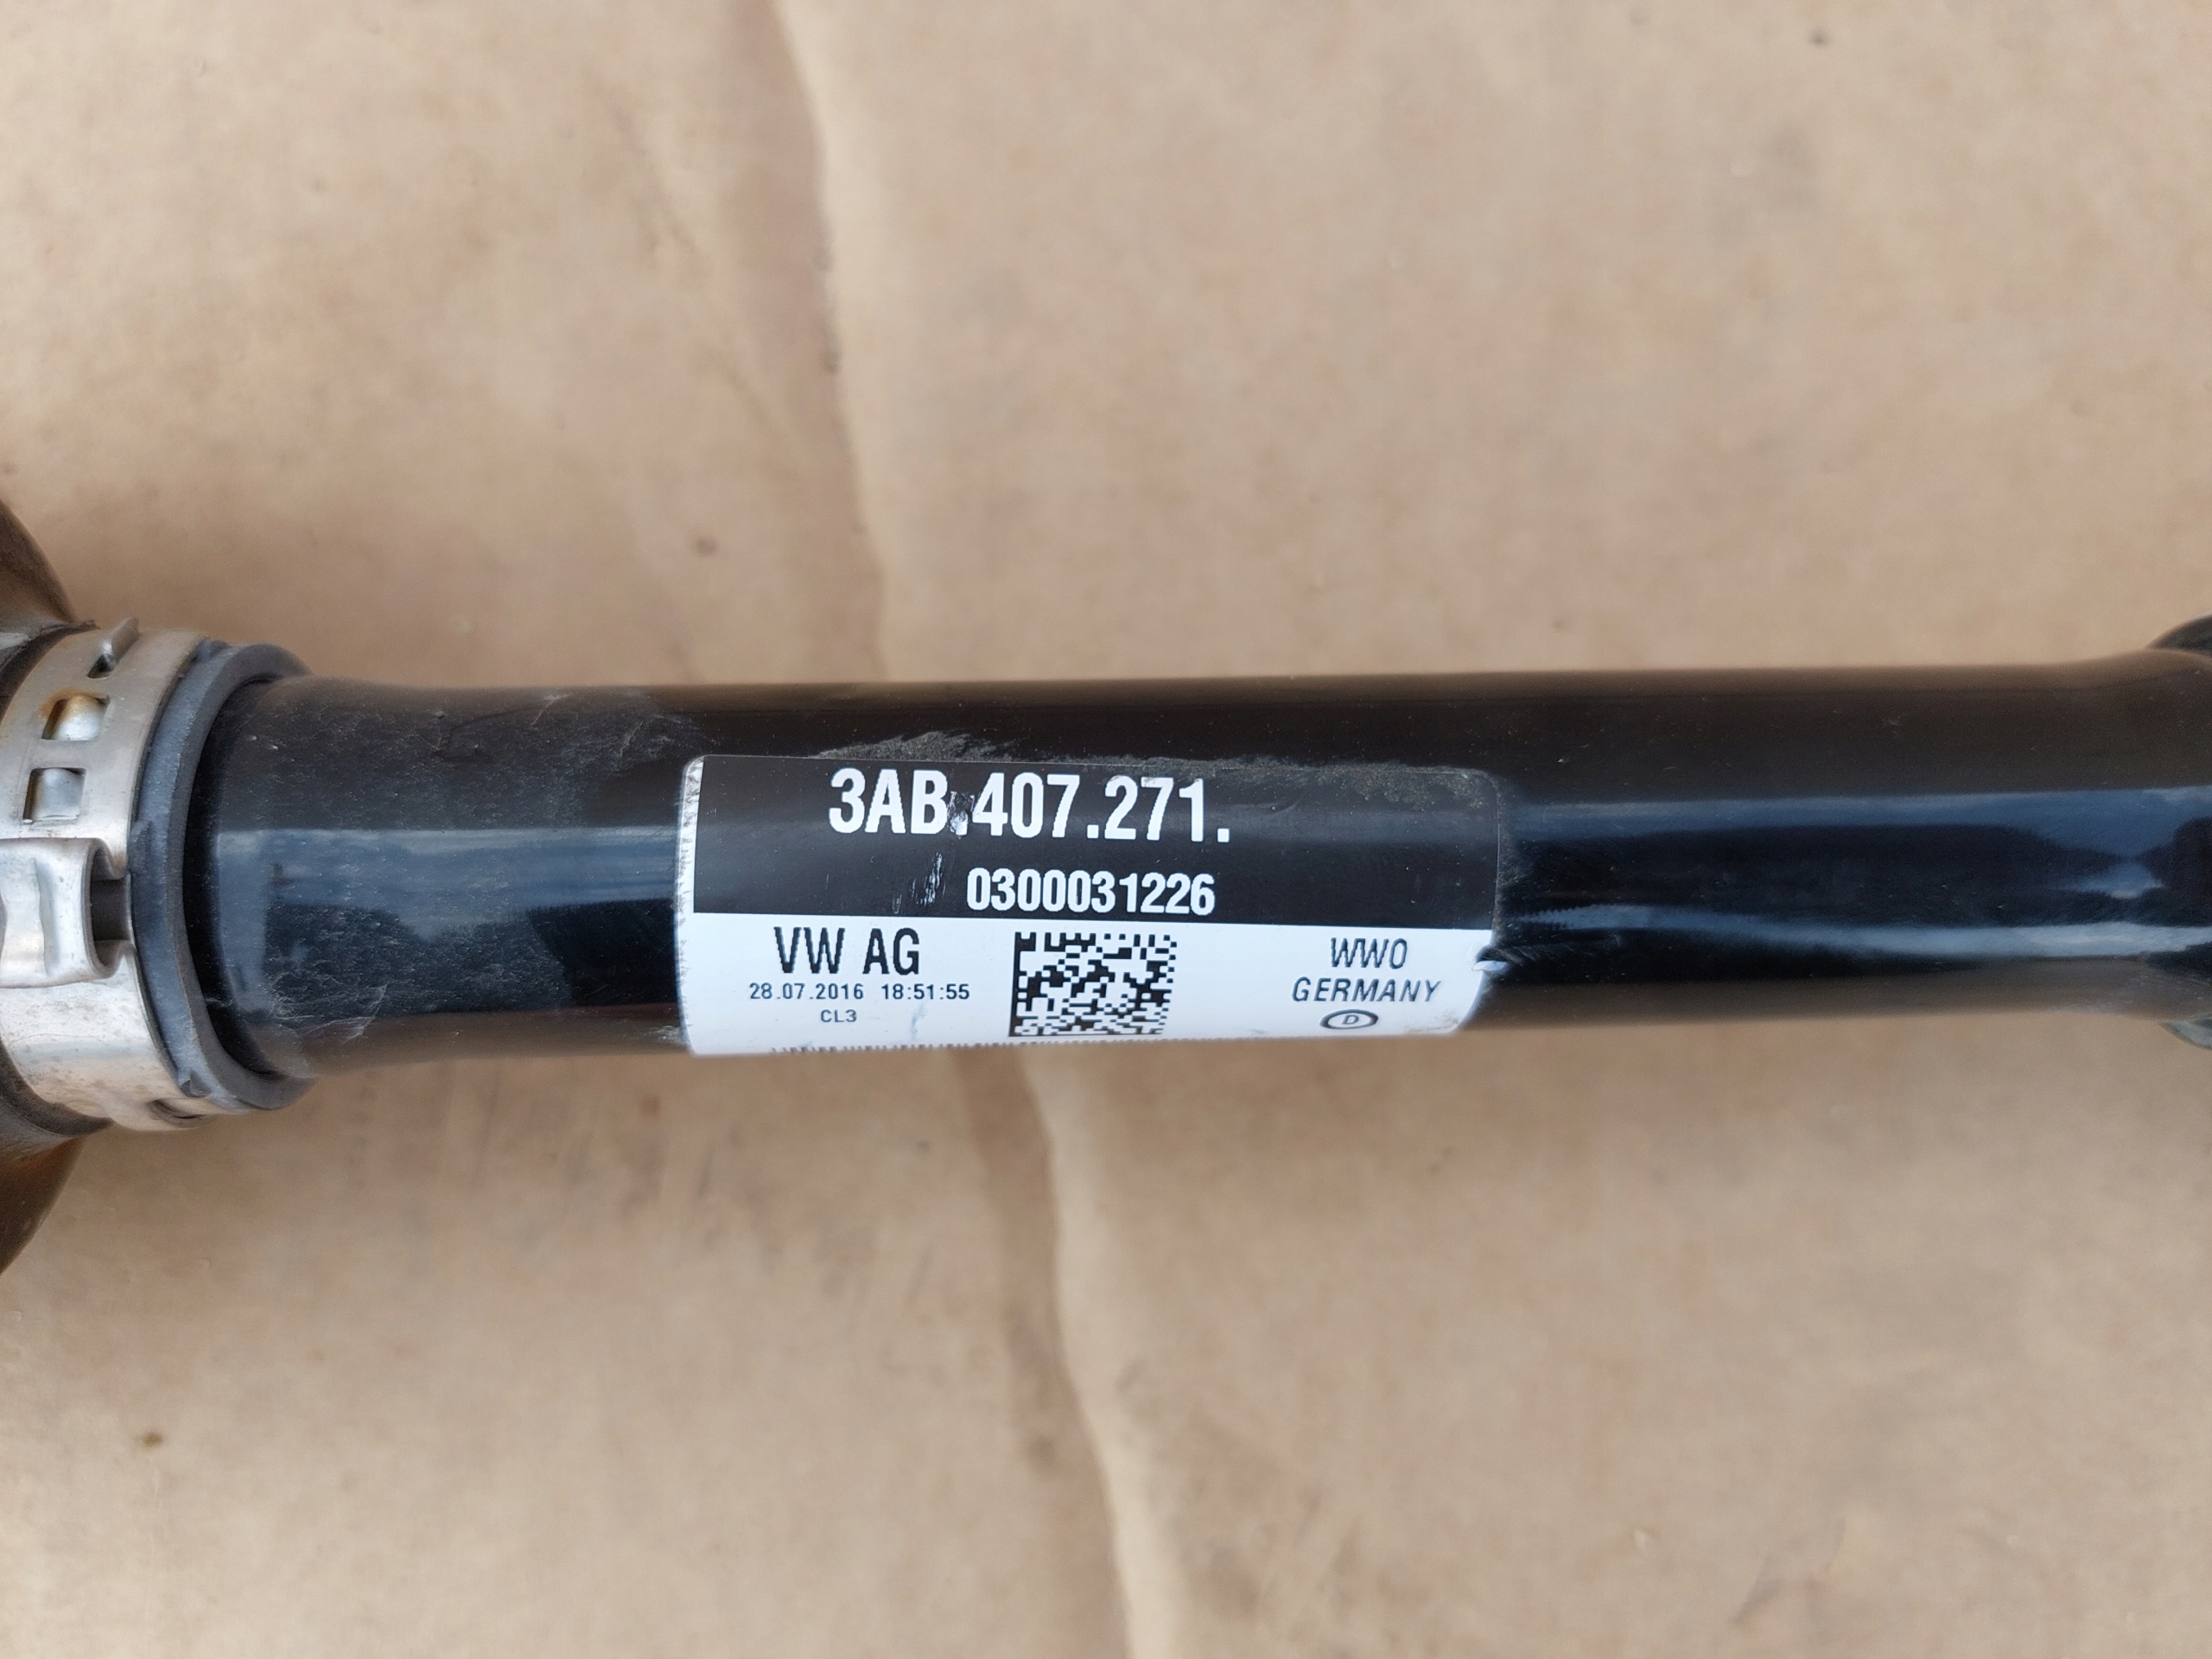 3AB.407.271.
0300031226
VW AG
28.07.2016 18:51:55
CL3
WWO
GERMANY
D